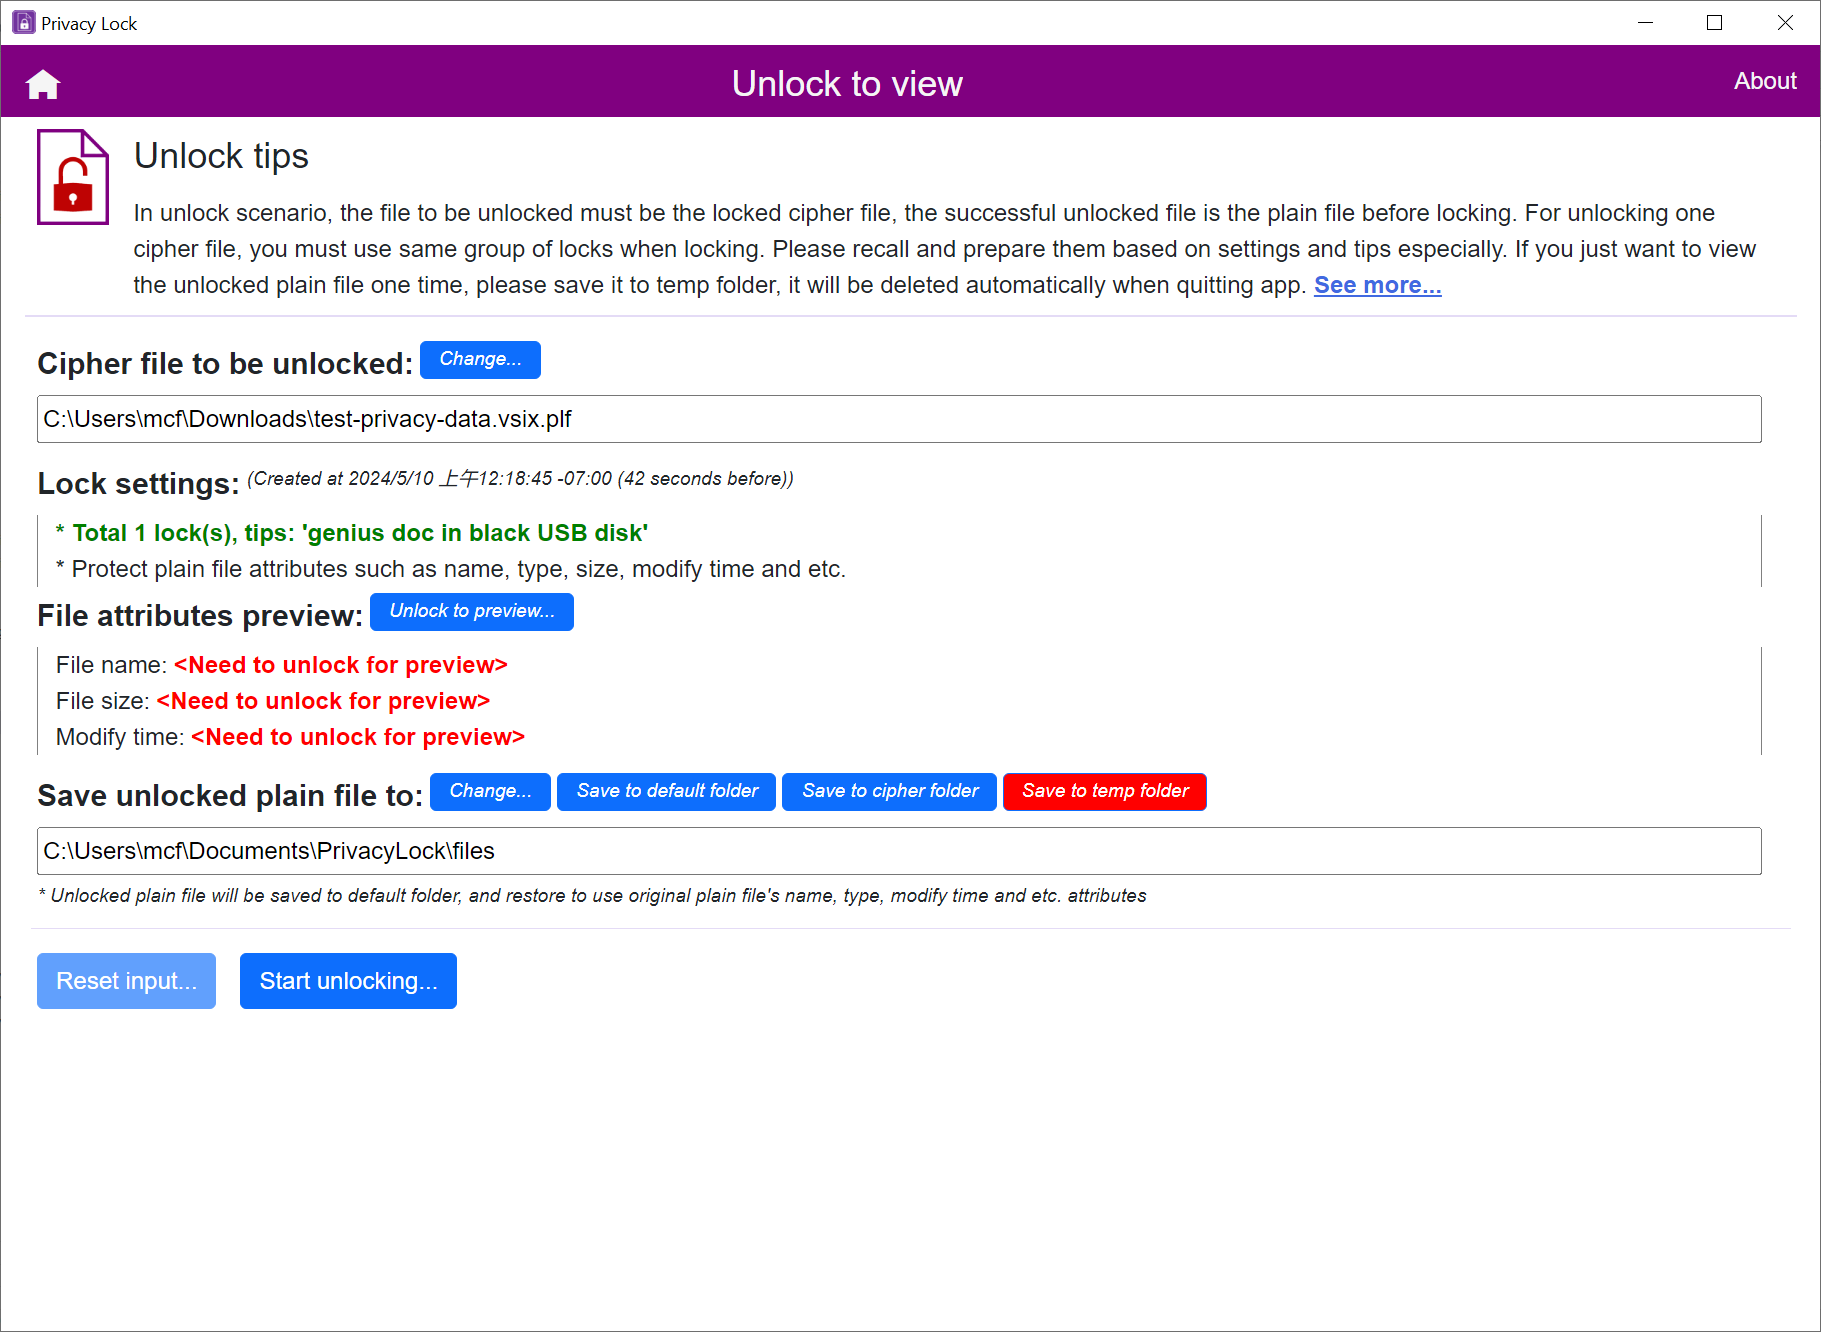 Privacy Lock
Unlock to view
About
Unlock tips
In unlock scenario, the file to be unlocked must be the locked cipher file, the successful unlocked file is the plain file before locking. For unlocking one
cipher file, you must use same group of locks when locking. Please recall and prepare them based on settings and tips especially. If you just want to view
the unlocked plain file one time, please save it to temp folder, it will be deleted automatically when quitting app. See more...
Cipher file to be unlocked: Change...
C:\Users\mcf\Downloads\test-privacy-data.vsix.plf
Lock settings: (Created at 2024/5/10 上午12:18:45 -07:00 (42 seconds before))
* Total 1 lock(s), tips: 'genius doc in black USB disk'
* Protect plain file attributes such as name, type, size, modify time and etc.
File attributes preview: Unlock to preview...
File name: <Need to unlock for preview>
File size: <Need to unlock for preview>
Modify time: <Need to unlock for preview>
Save unlocked plain file to: Change... Save to default folder Save to cipher folder Save to temp folder
C:\Users\mcf\Documents\PrivacyLock\files
* Unlocked plain file will be saved to default folder, and restore to use original plain file's name, type, modify time and etc. attributes
Reset input... Start unlocking...